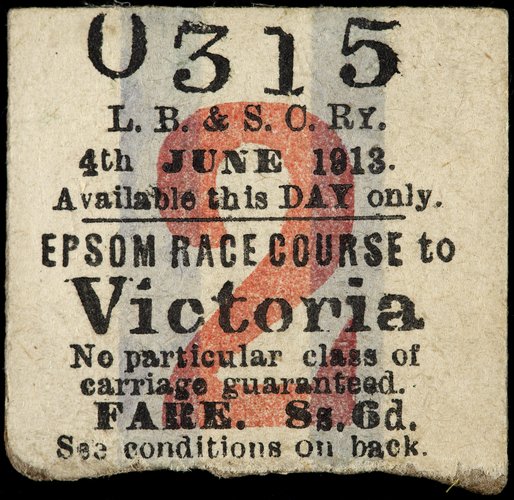 0315
L. B. & S. C. RY.
4th JUNE 1913.
Available this DAY only.
EPSOM RACE COURSE to
Victoria
2
No particular class of
carriage guaranteed.
FARE. 8s. 6d.
See conditions on back.